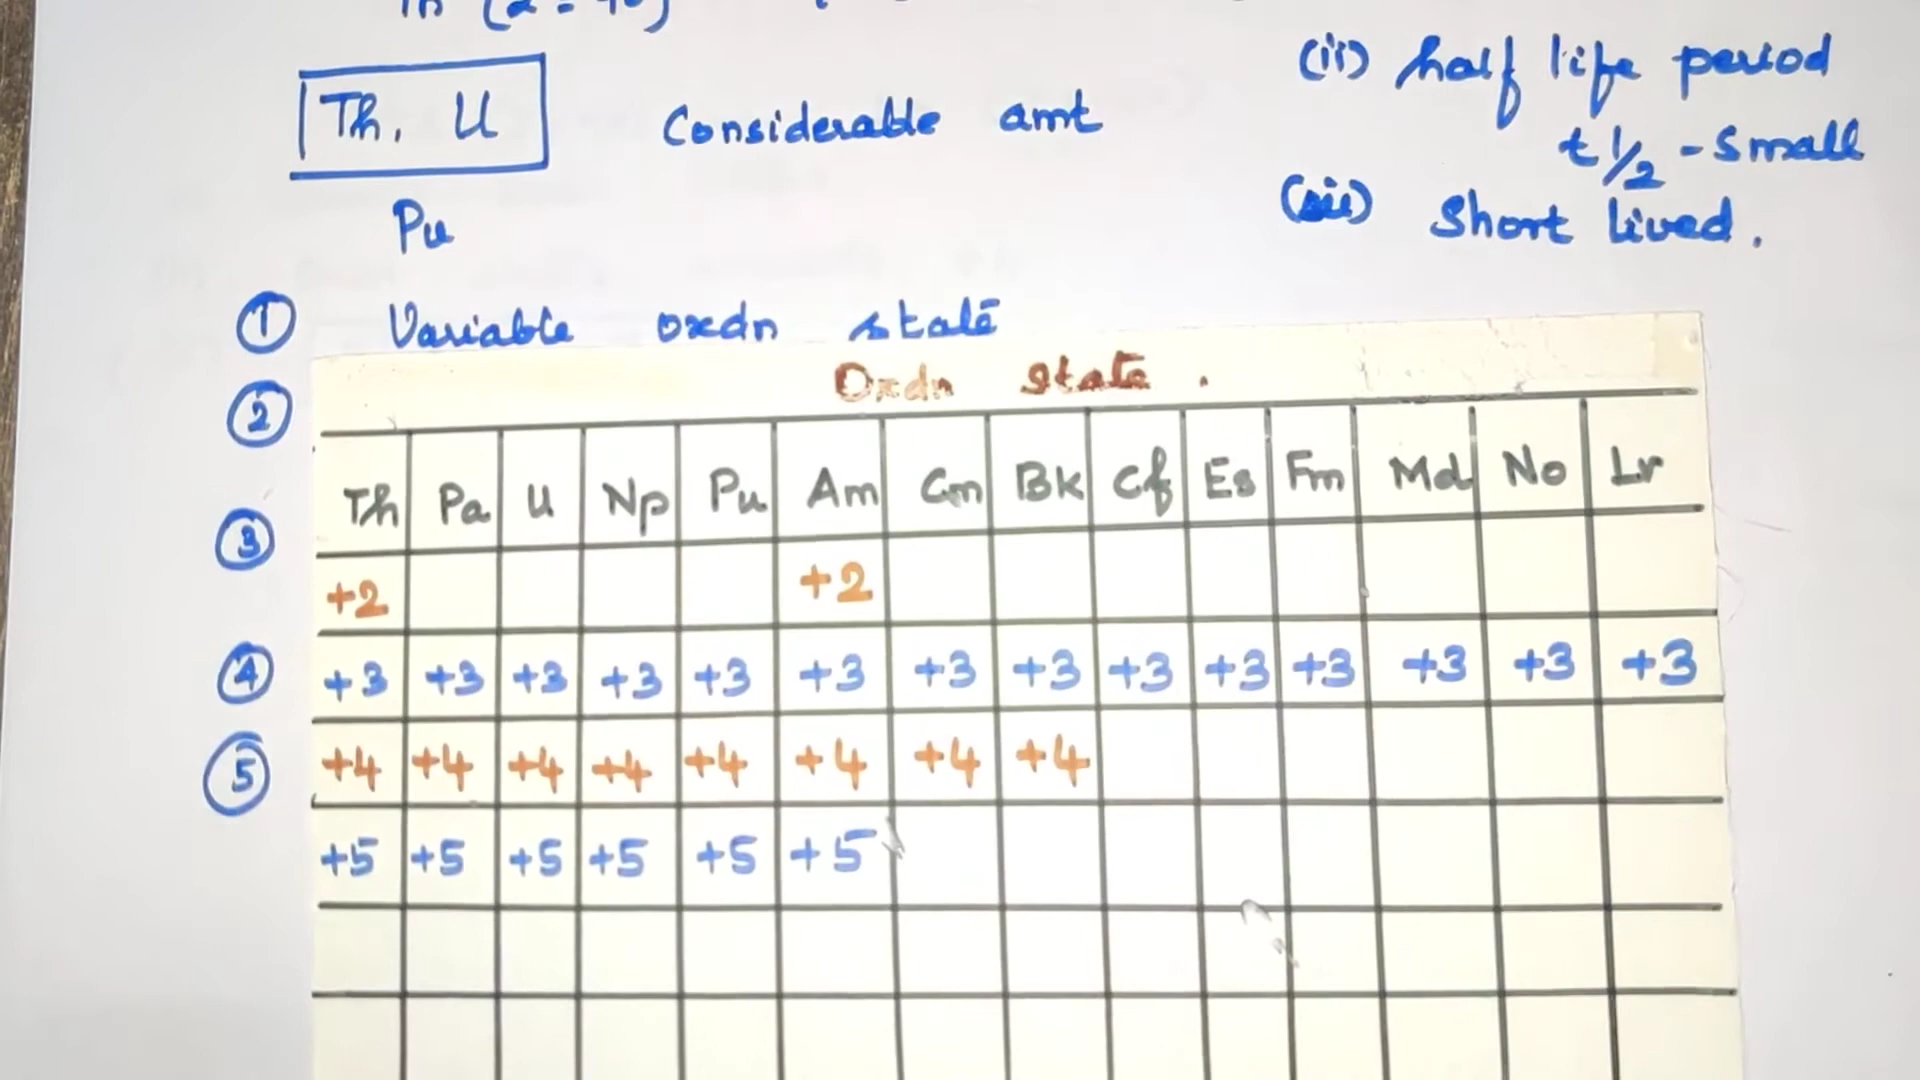 Th, U Considerable amt
Pu
(ii) half life period
t 1/2 - Small
(iii) Short lived.
① Variable oxdn state
②
③
④
⑤
Oxdn state.
Th Pa U Np Pu Am Cm Bk Cf Es Fm Md No Lr
+2 +2
+3 +3 +3 +3 +3 +3 +3 +3 +3 +3 +3 +3 +3 +3
+4 +4 +4 +4 +4 +4 +4 +4
+5 +5 +5 +5 +5 +5